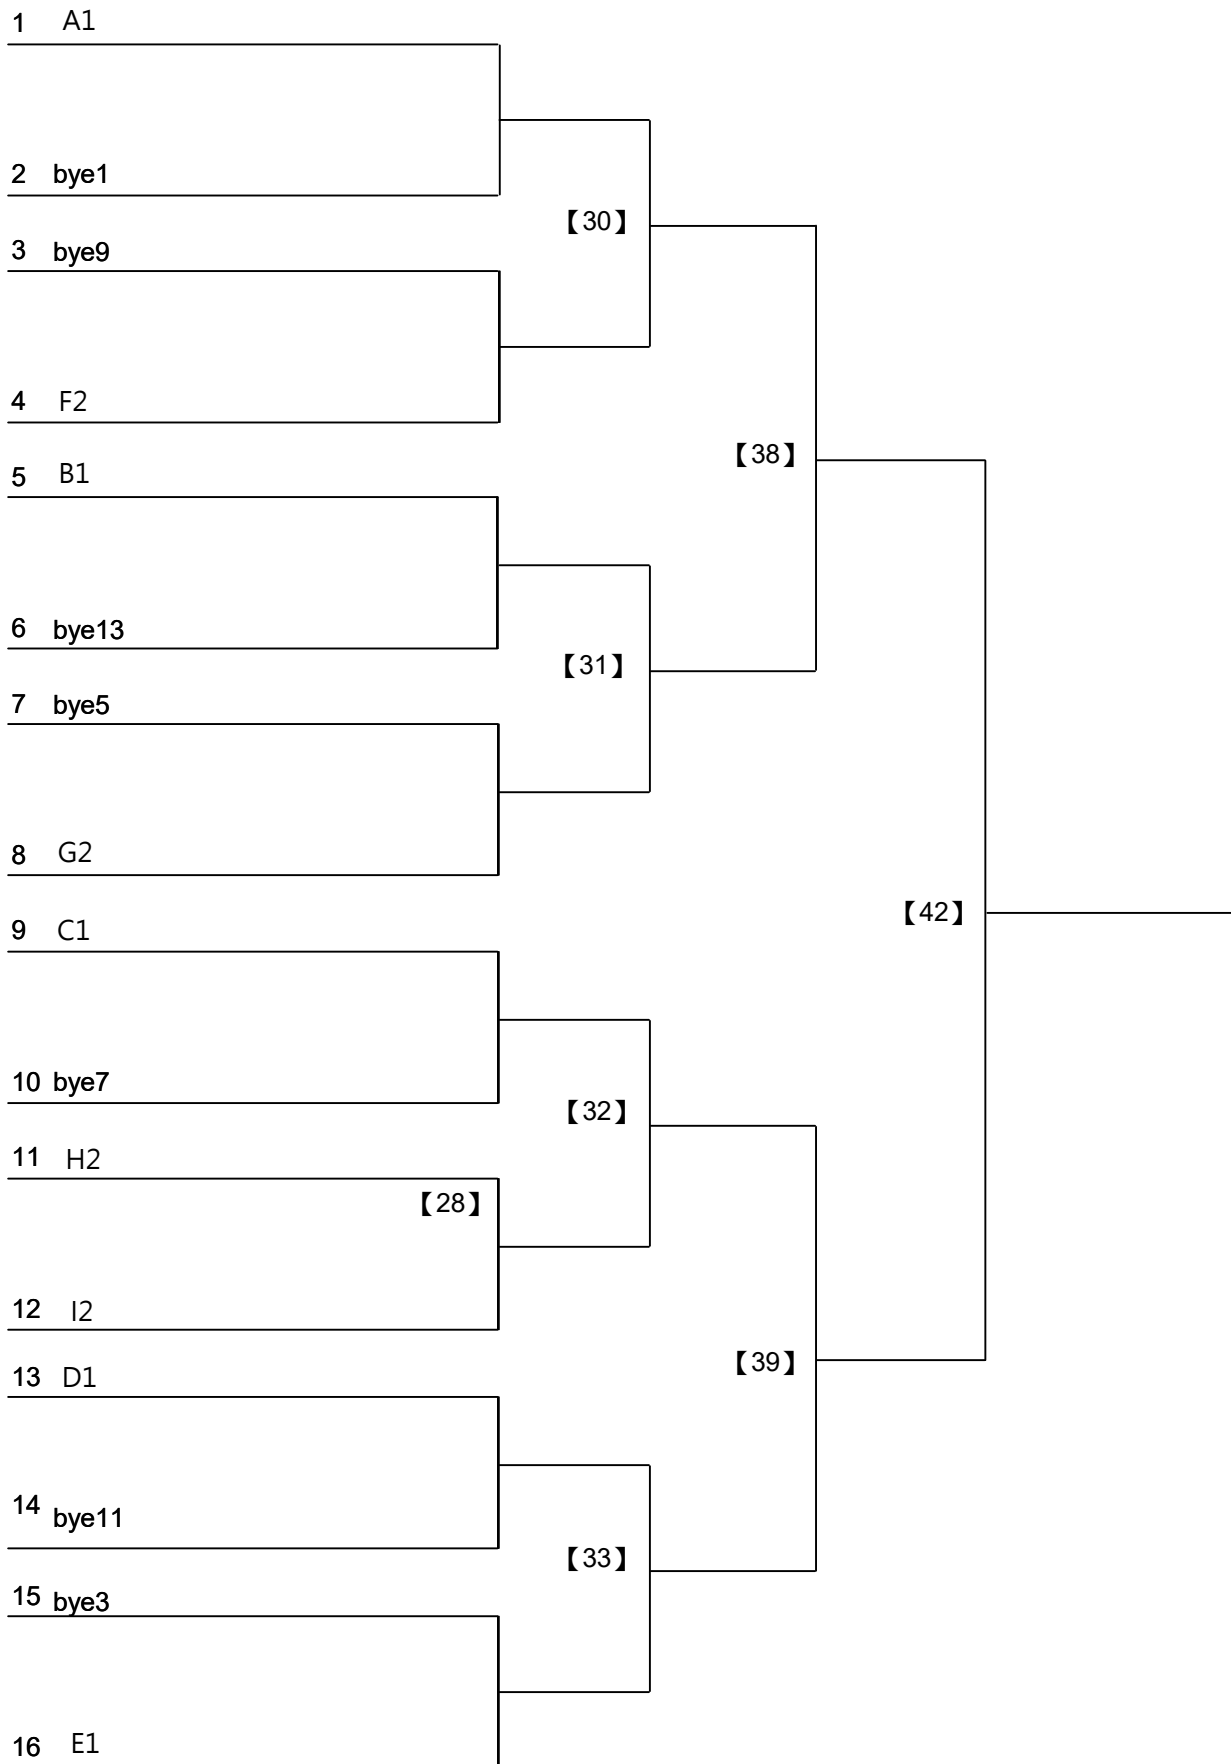 1 A1
2 bye1
【30】
3 bye9
4 F2
【38】
5 B1
6 bye13
【31】
7 bye5
8 G2
【42】
9 C1
10 bye7
【32】
11 H2
【28】
12 I2
【39】
13 D1
14 bye11
【33】
15 bye3
16 E1